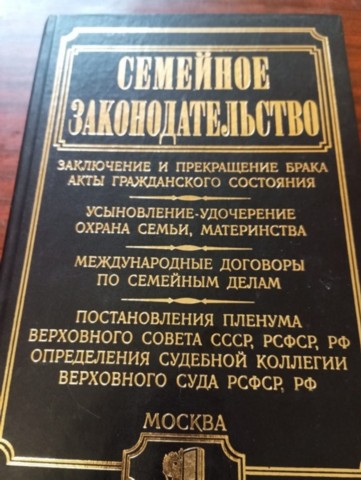 СЕМЕЙНОЕ
ЗАКОНОДАТЕЛЬСТВО
ЗАКЛЮЧЕНИЕ И ПРЕКРАЩЕНИЕ БРАКА
АКТЫ ГРАЖДАНСКОГО СОСТОЯНИЯ
УСЫНОВЛЕНИЕ-УДОЧЕРЕНИЕ
ОХРАНА СЕМЬИ, МАТЕРИНСТВА
МЕЖДУНАРОДНЫЕ ДОГОВОРЫ
ПО СЕМЕЙНЫМ ДЕЛАМ
ПОСТАНОВЛЕНИЯ ПЛЕНУМА
ВЕРХОВНОГО СОВЕТА СССР, РСФСР, РФ
ОПРЕДЕЛЕНИЯ СУДЕБНОЙ КОЛЛЕГИИ
ВЕРХОВНОГО СУДА РСФСР, РФ
МОСКВА